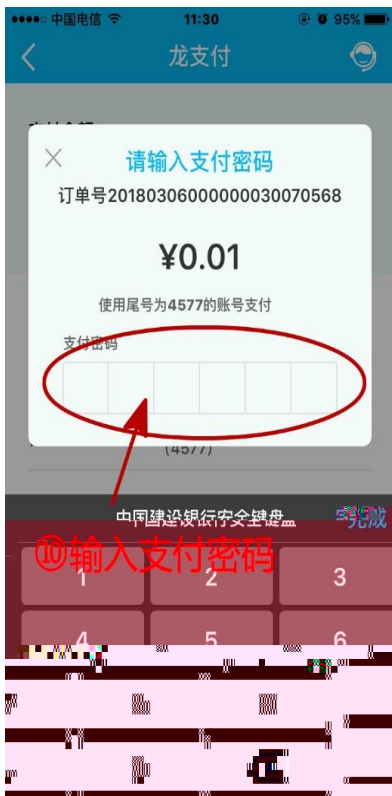 中国电信 11:30 95%
龙支付
请输入支付密码
订单号20180306000000030070568
¥0.01
使用尾号为4577的账号支付
支付密码
(4577)
中国建设银行安全键盘 完成
⑩输入支付密码
1 2 3
4 5 6